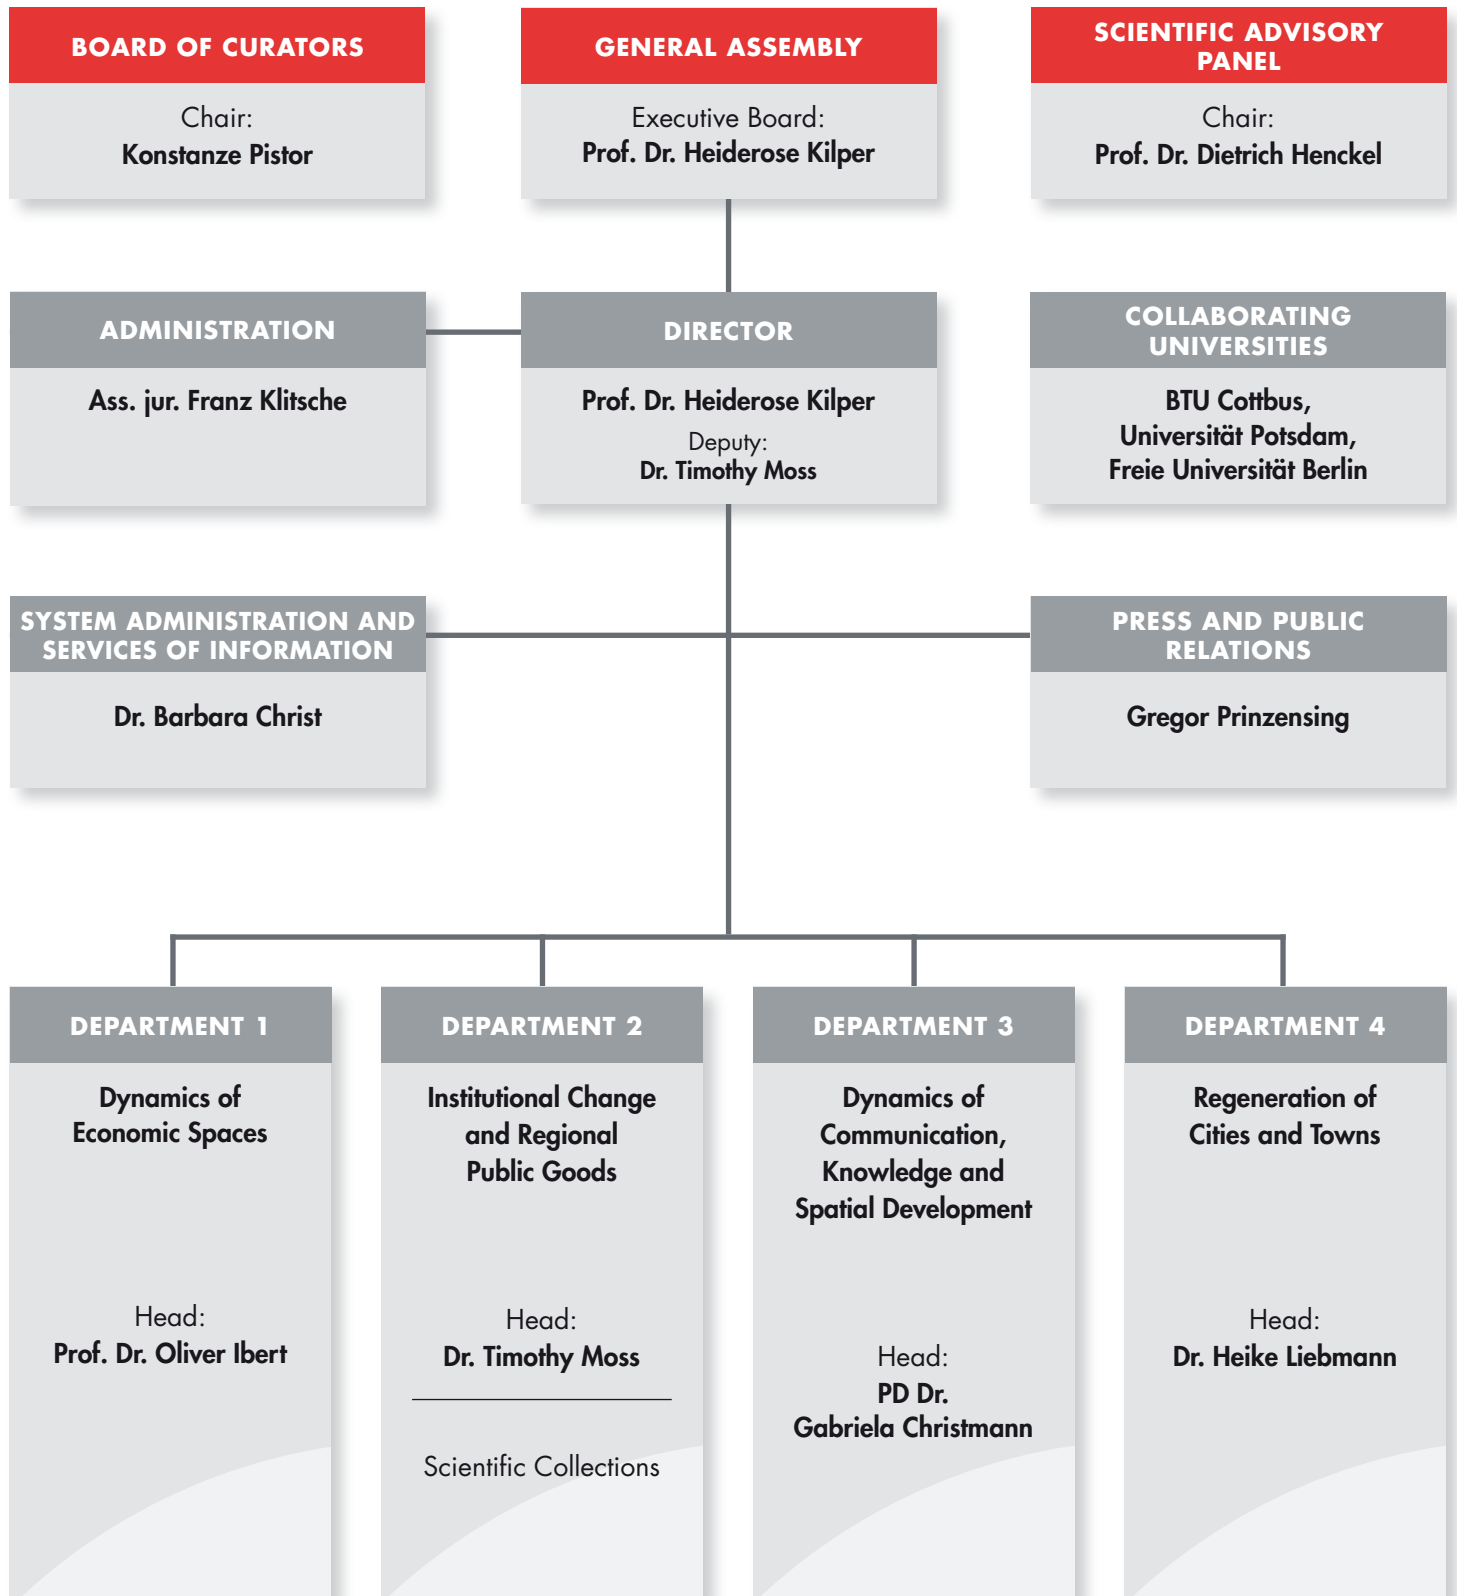 BOARD OF CURATORS
Chair:
Konstanze Pistor
GENERAL ASSEMBLY
Executive Board:
Prof. Dr. Heiderose Kilper
SCIENTIFIC ADVISORY
PANEL
Chair:
Prof. Dr. Dietrich Henckel
ADMINISTRATION
Ass. jur. Franz Klitsche
DIRECTOR
Prof. Dr. Heiderose Kilper
Deputy:
Dr. Timothy Moss
COLLABORATING
UNIVERSITIES
BTU Cottbus,
Universität Potsdam,
Freie Universität Berlin
SYSTEM ADMINISTRATION AND
SERVICES OF INFORMATION
Dr. Barbara Christ
PRESS AND PUBLIC
RELATIONS
Gregor Prinzensing
DEPARTMENT 1
Dynamics of
Economic Spaces
Head:
Prof. Dr. Oliver Ibert
DEPARTMENT 2
Institutional Change
and Regional
Public Goods
Head:
Dr. Timothy Moss
Scientific Collections
DEPARTMENT 3
Dynamics of
Communication,
Knowledge and
Spatial Development
Head:
PD Dr.
Gabriela Christmann
DEPARTMENT 4
Regeneration of
Cities and Towns
Head:
Dr. Heike Liebmann